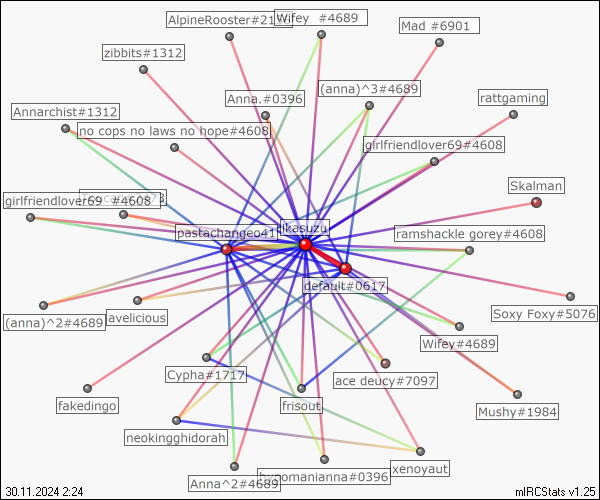 AlpineRooster#21
Wifey #4689
Mad #6901
zibbits#1312
(anna)^3#4689
Anna.#0396
rattgaming
Annarchist#1312
no cops no laws no hope#4608
girlfriendlover69#4608
Skalman
girlfriendlover69 #4608
pastachange041
jkasuzu
ramshackle gorey#4608
default#0617
(anna)^2#4689
avelicious
Soxy Foxy#5076
Wifey#4689
Cypha#1717
ace deucy#7097
fakedingo
frisout
Mushy#1984
neokingghidorah
xenoyaut
Anna^2#4689
hypomanianna#0396
30.11.2024 2:24
mIRCStats v1.25